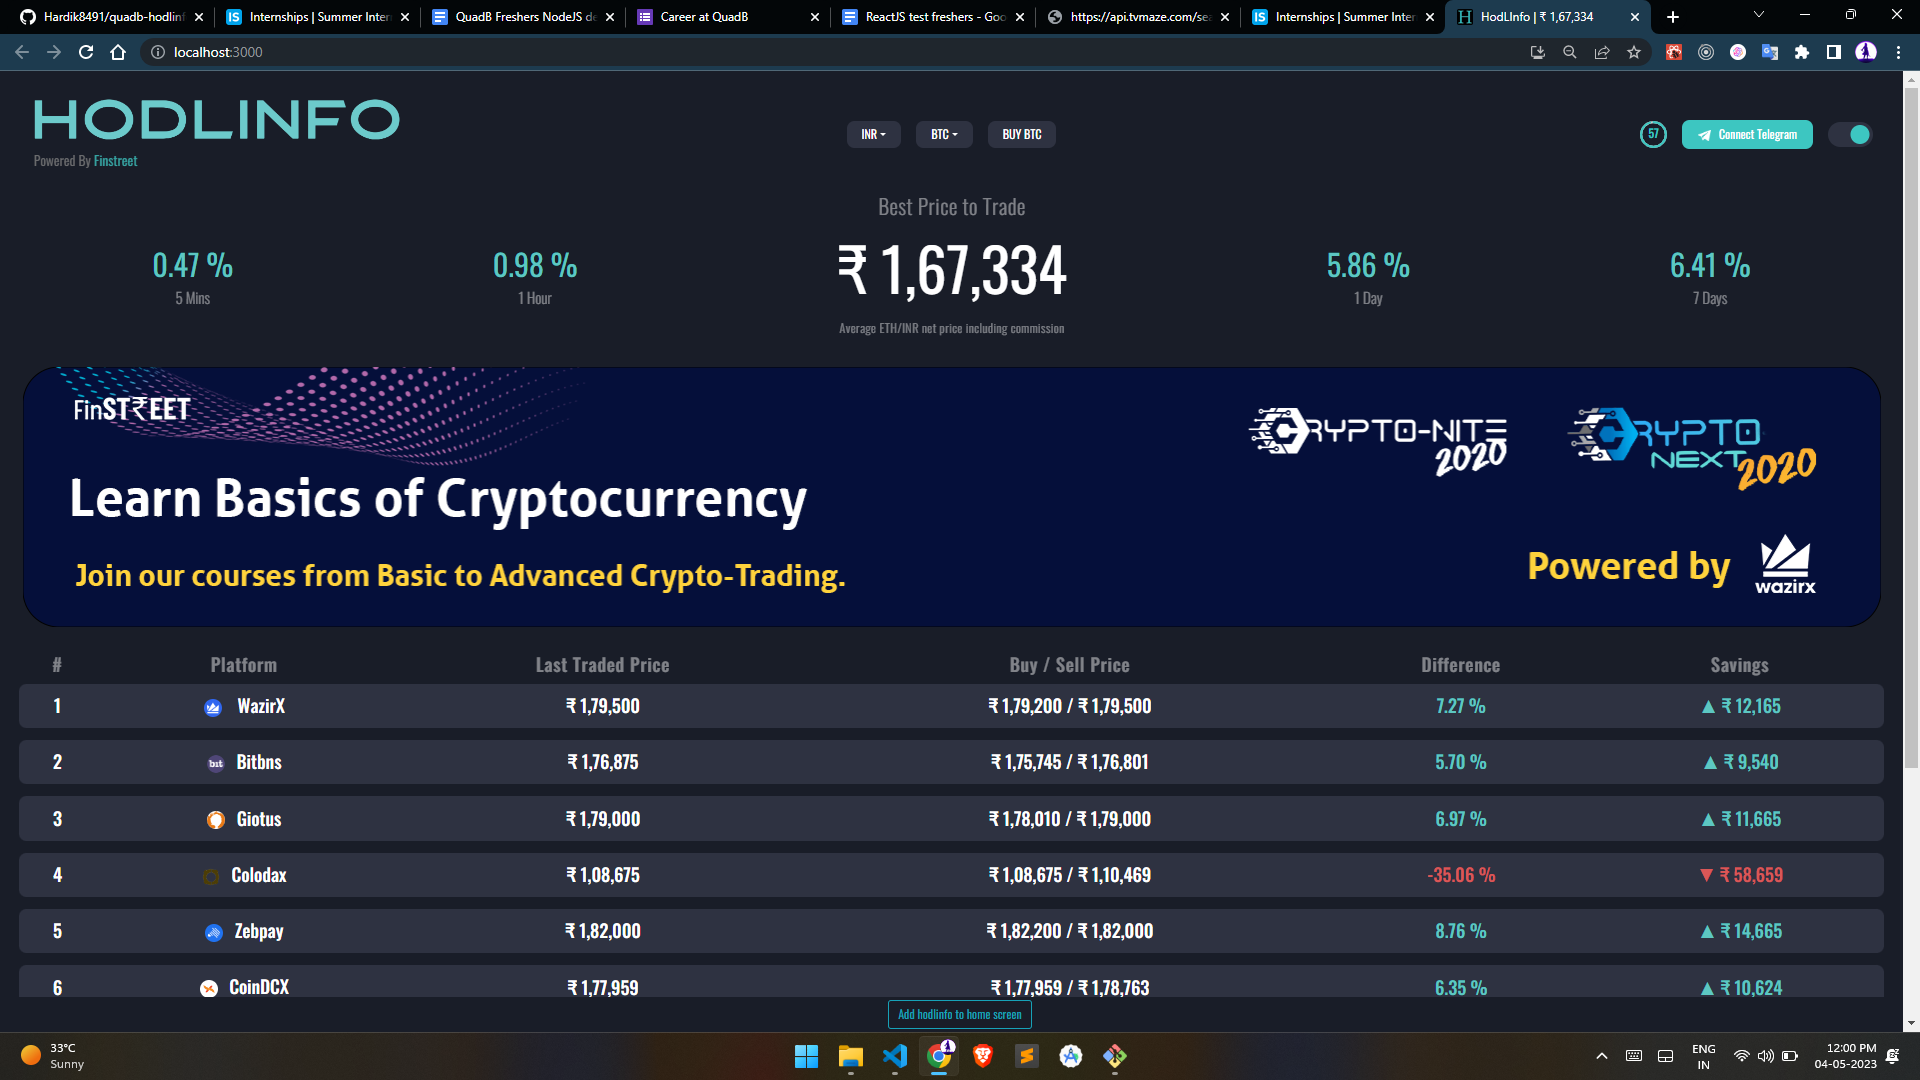 Hardik8491/quadb-hodlinf
Internships | Summer Inter
QuadB Freshers NodeJS de
Career at QuadB
ReactJS test freshers - Goo
https://api.tvmaze.com/sea
Internships | Summer Inter
HodLInfo | ₹ 1,67,334
localhost:3000
HODLINFO
Powered By Finstreet
INR
BTC
BUY BTC
57
Connect Telegram
Best Price to Trade
0.47 %
5 Mins
0.98 %
1 Hour
₹ 1,67,334
5.86 %
1 Day
6.41 %
7 Days
Average ETH/INR net price including commission
FinST₹EET
CRYPTO-NITE 2020
CRYPTO NEXT 2020
Learn Basics of Cryptocurrency
Join our courses from Basic to Advanced Crypto-Trading.
Powered by wazirx
# Platform Last Traded Price Buy / Sell Price Difference Savings
1 WazirX ₹ 1,79,500 ₹ 1,79,200 / ₹ 1,79,500 7.27 % ▲ ₹ 12,165
2 bit Bitbns ₹ 1,76,875 ₹ 1,75,745 / ₹ 1,76,801 5.70 % ▲ ₹ 9,540
3 Giotus ₹ 1,79,000 ₹ 1,78,010 / ₹ 1,79,000 6.97 % ▲ ₹ 11,665
4 Colodax ₹ 1,08,675 ₹ 1,08,675 / ₹ 1,10,469 -35.06 % ▼ ₹ 58,659
5 Zebpay ₹ 1,82,000 ₹ 1,82,200 / ₹ 1,82,000 8.76 % ▲ ₹ 14,665
6 CoinDCX ₹ 1,77,959 ₹ 1,77,959 / ₹ 1,78,763 6.35 % ▲ ₹ 10,624
Add hodlinfo to home screen
33°C
Sunny
ENG
IN
12:00 PM
04-05-2023